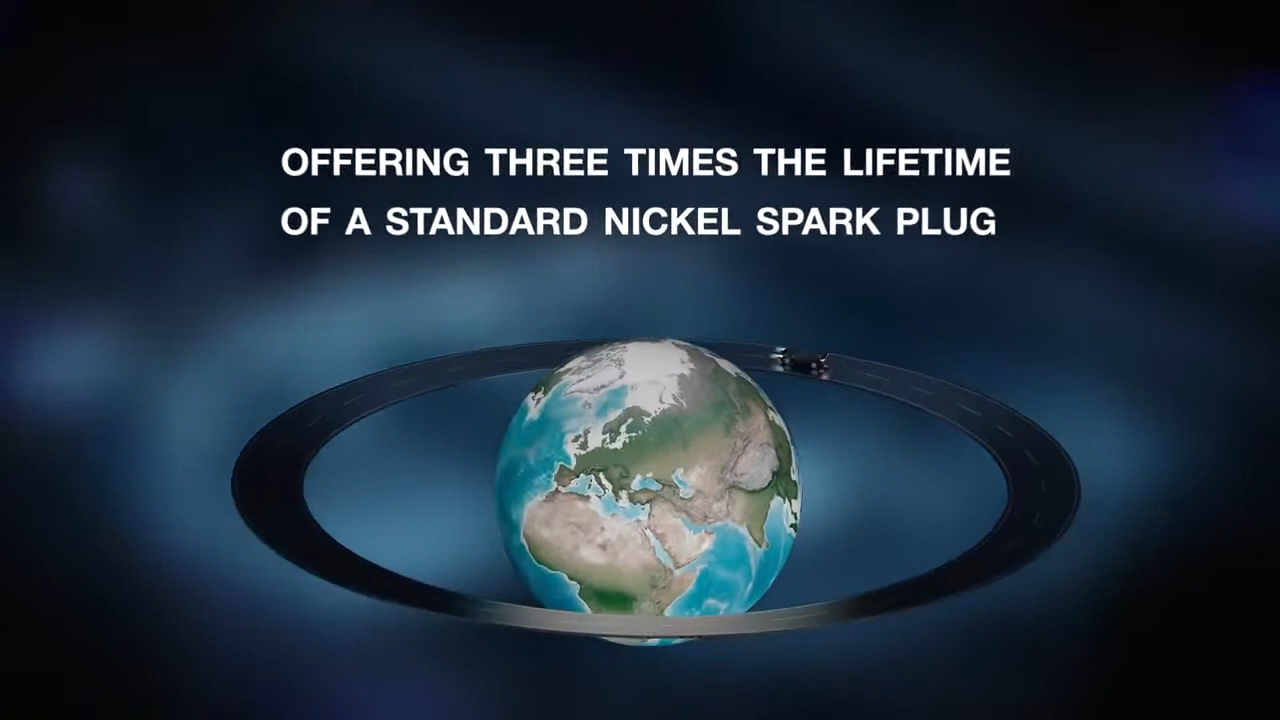 OFFERING THREE TIMES THE LIFETIME
OF A STANDARD NICKEL SPARK PLUG